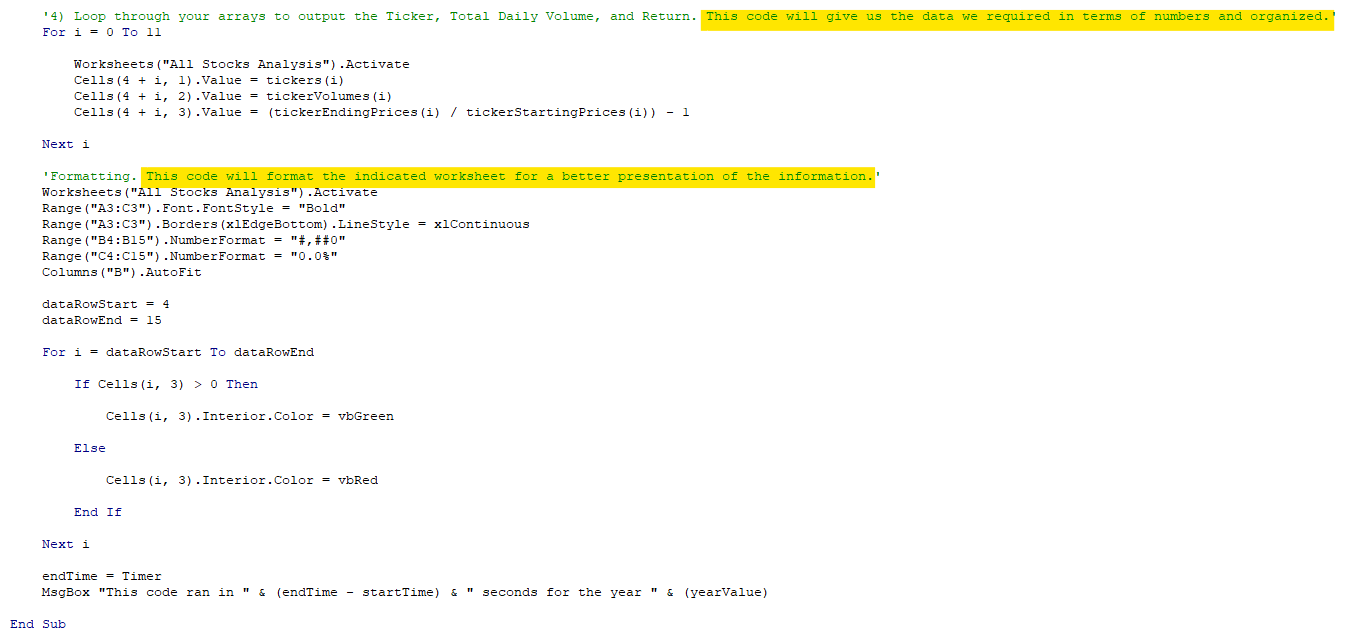 '4) Loop through your arrays to output the Ticker, Total Daily Volume, and Return. This code will give us the data we required in terms of numbers and organized.'
For i = 0 To 11
Worksheets("All Stocks Analysis").Activate
Cells(4 + i, 1).Value = tickers(i)
Cells(4 + i, 2).Value = tickerVolumes(i)
Cells(4 + i, 3).Value = (tickerEndingPrices(i) / tickerStartingPrices(i)) - 1
Next i
'Formatting. This code will format the indicated worksheet for a better presentation of the information.'
Worksheets("All Stocks Analysis").Activate
Range("A3:C3").Font.FontStyle = "Bold"
Range("A3:C3").Borders(xlEdgeBottom).LineStyle = xlContinuous
Range("B4:B15").NumberFormat = "#,##0"
Range("C4:C15").NumberFormat = "0.0%"
Columns("B").AutoFit
dataRowStart = 4
dataRowEnd = 15
For i = dataRowStart To dataRowEnd
If Cells(i, 3) > 0 Then
Cells(i, 3).Interior.Color = vbGreen
Else
Cells(i, 3).Interior.Color = vbRed
End If
Next i
endTime = Timer
MsgBox "This code ran in " & (endTime - startTime) & " seconds for the year " & (yearValue)
End Sub